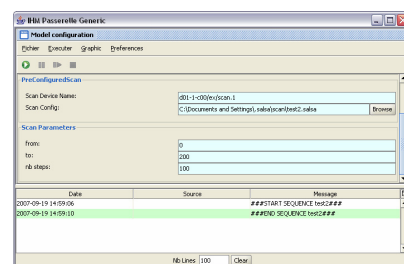 IHM Passerelle Generic
Model configuration
Fichier Executer Graphic Preferences
PreConfiguredScan
Scan Device Name: d01-1-c00/ex/scan.1
Scan Config: C:\Documents and Settings\.salsa\scan\test2.salsa Browse
Scan Parameters
from: 0
to: 200
nb steps: 100
Date Source Message
2007-09-19 14:59:06 ###START SEQUENCE test2###
2007-09-19 14:59:10 ###END SEQUENCE test2###
Nb Lines 100 Clear